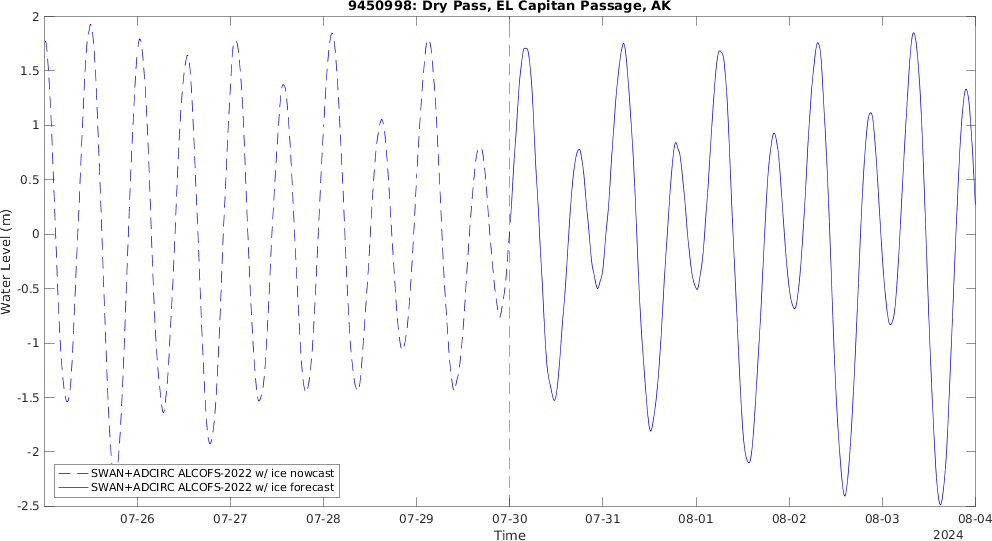 9450998: Dry Pass, EL Capitan Passage, AK
Water Level (m)
2
1.5
1
0.5
0
-0.5
-1
-1.5
-2
-2.5
SWAN+ADCIRC ALCOFS-2022 w/ ice nowcast
SWAN+ADCIRC ALCOFS-2022 w/ ice forecast
07-26 07-27 07-28 07-29 07-30 07-31 08-01 08-02 08-03 08-04
Time
2024